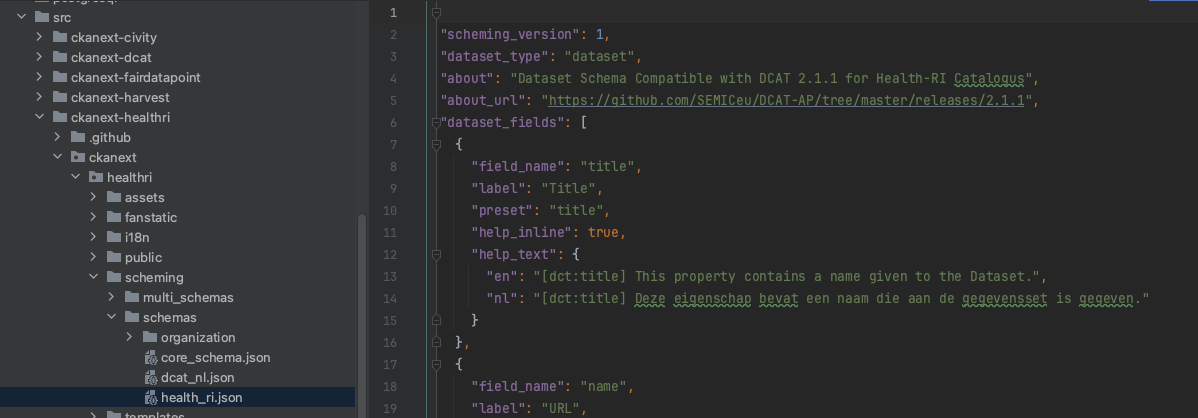 src
ckanext-civity
ckanext-dcat
ckanext-fairdatapoint
ckanext-harvest
ckanext-healthri
.github
ckanext
healthri
assets
fanstatic
i18n
public
scheming
multi_schemas
schemas
organization
core_schema.json
dcat_nl.json
health_ri.json
templates
1
2 "scheming_version": 1,
3 "dataset_type": "dataset",
4 "about": "Dataset Schema Compatible with DCAT 2.1.1 for Health-RI Catalogus",
5 "about_url": "https://github.com/SEMICeu/DCAT-AP/tree/master/releases/2.1.1",
6 "dataset_fields": [
7 {
8 "field_name": "title",
9 "label": "Title",
10 "preset": "title",
11 "help_inline": true,
12 "help_text": {
13 "en": "[dct:title] This property contains a name given to the Dataset.",
14 "nl": "[dct:title] Deze eigenschap bevat een naam die aan de gegevensset is gegeven."
15 }
16 },
17 {
18 "field_name": "name",
19 "label": "URL",